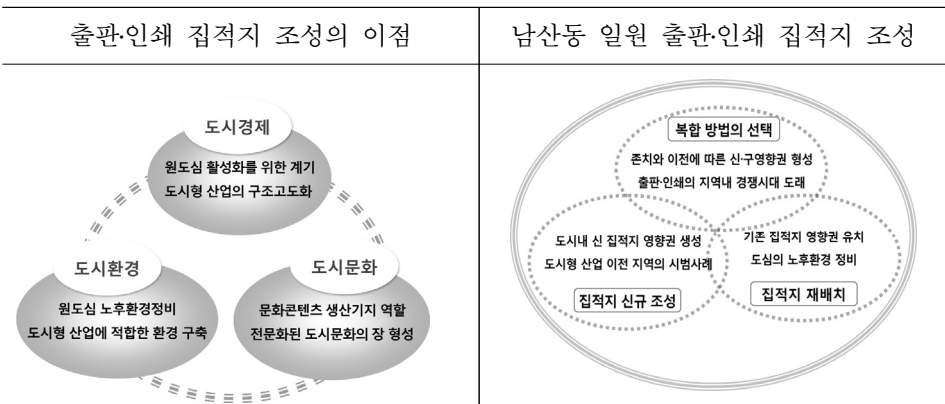 출판·인쇄 집적지 조성의 이점
남산동 일원 출판·인쇄 집적지 조성
도시경제
원도심 활성화를 위한 계기
도시형 산업의 구조고도화
도시환경
원도심 노후환경정비
도시형 산업에 적합한 환경 구축
도시문화
문화콘텐츠 생산기지 역할
전문화된 도시문화의 장 형성
복합 방법의 선택
존치와 이전에 따른 신·구영향권 형성
출판·인쇄의 지역내 경쟁시대 도래
도시내 신 집적지 영향권 생성
도시형 산업 이전 지역의 시범사례
집적지 신규 조성
기존 집적지 영향권 유치
도심의 노후환경 정비
집적지 재배치